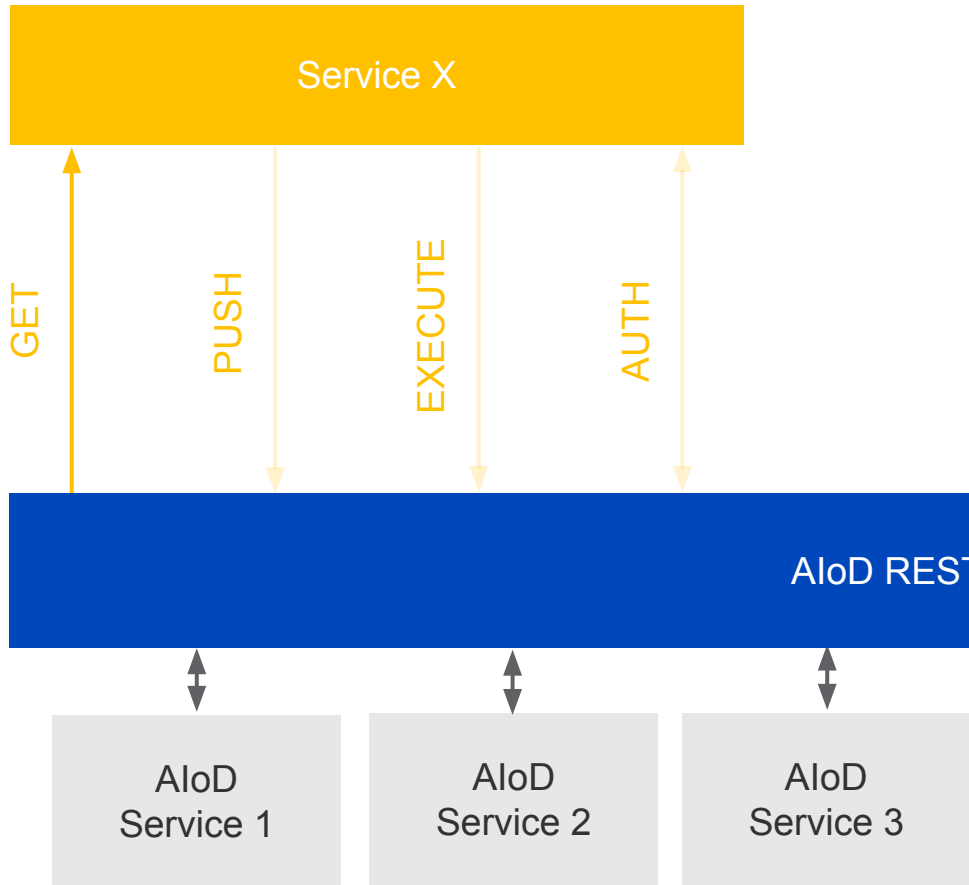 Service X
GET
PUSH
EXECUTE
AUTH
AIoD REST
AIoD
Service 1
AIoD
Service 2
AIoD
Service 3